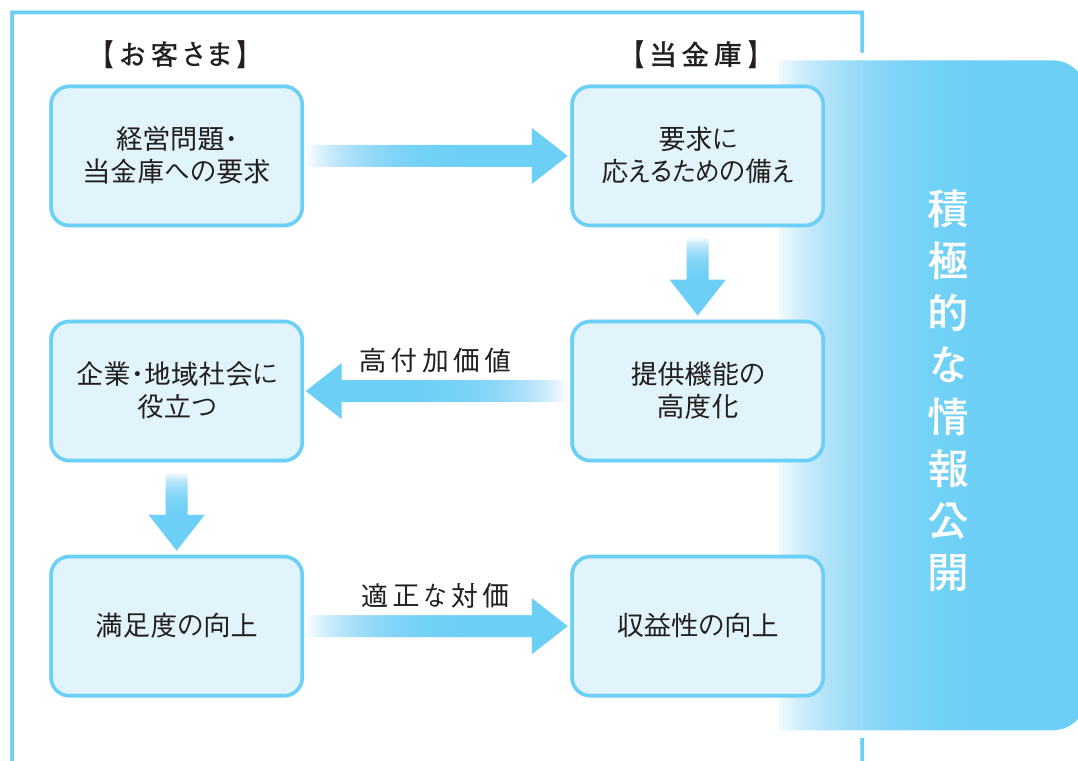 【お客さま】
【当金庫】
経営問題・
当金庫への要求
要求に
応えるための備え
企業・地域社会に
役立つ
高付加価値
提供機能の
高度化
満足度の向上
適正な対価
収益性の向上
積極的な情報公開